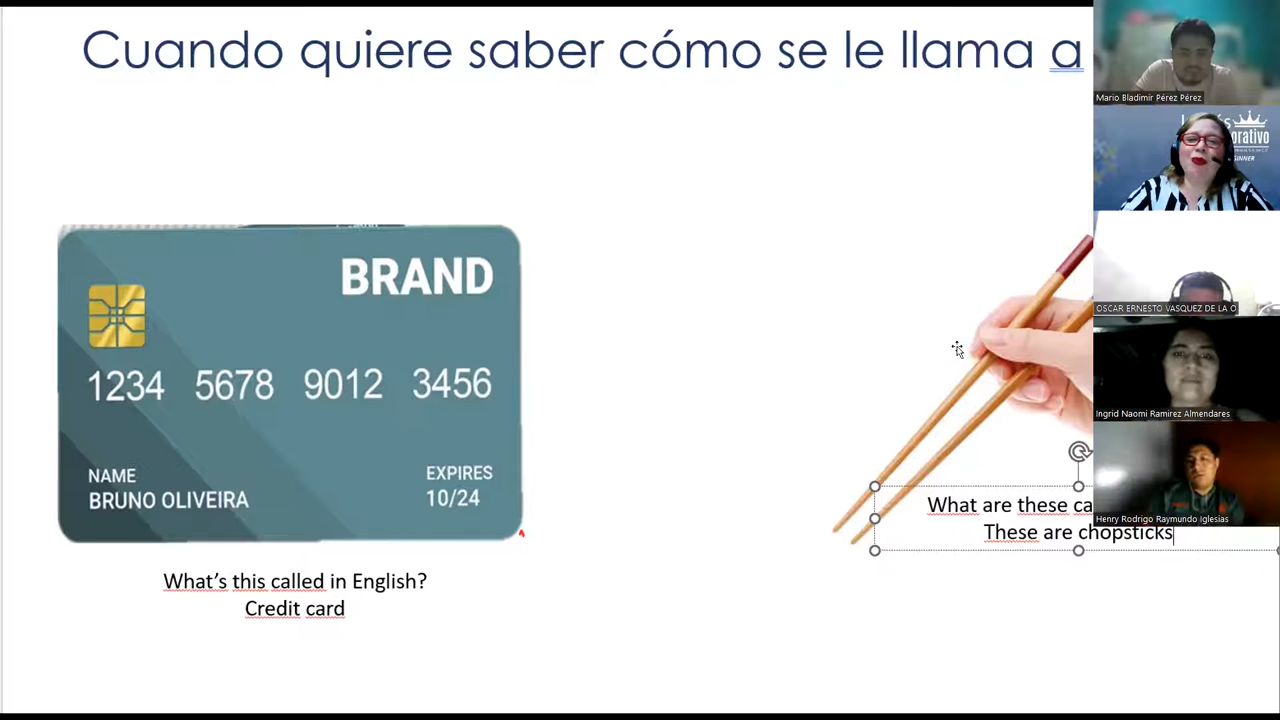 Cuando quiere saber cómo se le llama a
BRAND
1234 5678 9012 3456
NAME
BRUNO OLIVEIRA
EXPIRES
10/24
What's this called in English?
Credit card
What are these ca
These are chopsticks
Mario Bladimir Pérez Pérez
OSCAR ERNESTO VASQUEZ DE LA O
Ingrid Naomi Ramirez Almendares
Henry Rodrigo Raymundo Iglesias